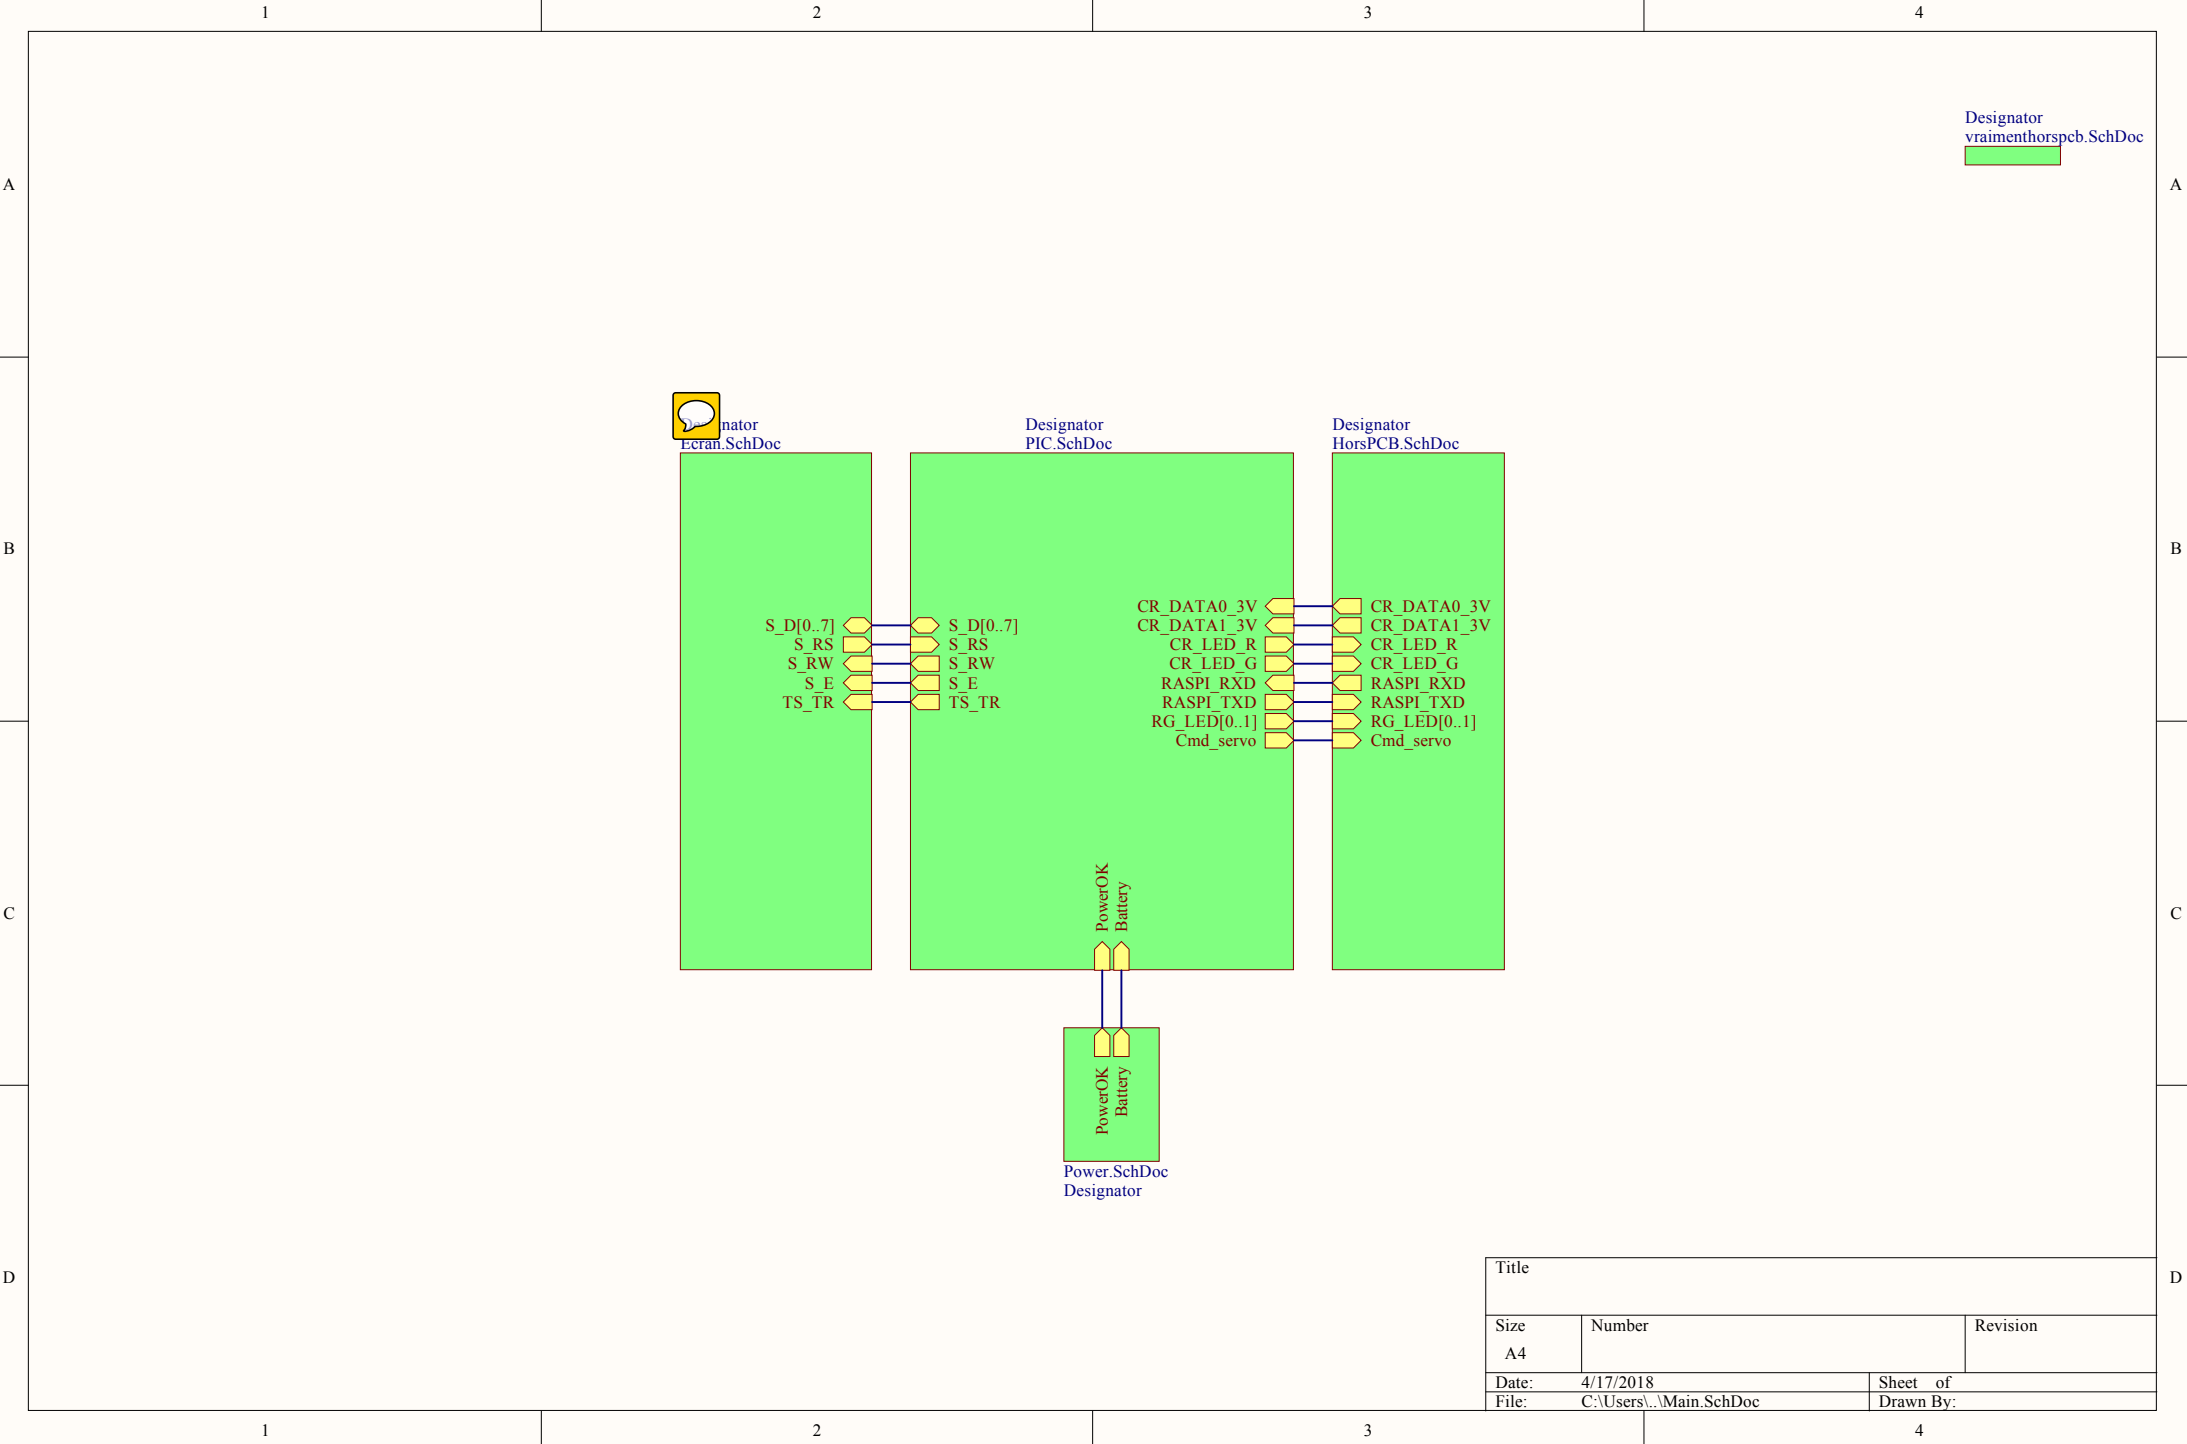 1 2 3 4
Designator
vraimenthorspcb.SchDoc
A A
Designator Designator
Ecran.SchDoc PIC.SchDoc HorsPCB.SchDoc
B B
CR_DATA0_3V CR_DATA0_3V
S_D[0..7] S_D[0..7] CR_DATA1_3V CR_DATA1_3V
S_RS S_RS CR_LED_R CR_LED_R
S_RW S_RW CR_LED_G CR_LED_G
S_E S_E RASPI_RXD RASPI_RXD
TS_TR TS_TR RASPI_TXD RASPI_TXD
RG_LED[0..1] RG_LED[0..1]
Cmd_servo Cmd_servo
PowerOK
Battery
C C
PowerOK
Battery
Power.SchDoc
Designator
D D
Title
Size Number Revision
A4
Date: 4/17/2018 Sheet of
File: C:\Users\..\Main.SchDoc Drawn By:
1 2 3 4